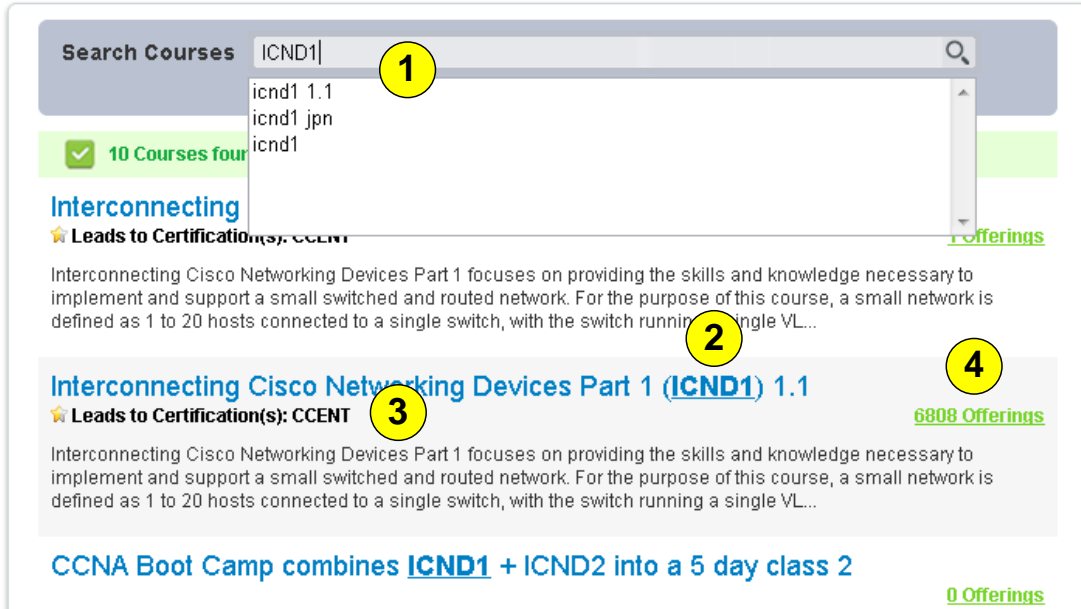 Search Courses ICND1
1
icnd1 1.1
icnd1 jpn
icnd1
10 Courses four
Interconnecting
Leads to Certification(s): CCENT
Offerings
Interconnecting Cisco Networking Devices Part 1 focuses on providing the skills and knowledge necessary to
implement and support a small switched and routed network. For the purpose of this course, a small network is
defined as 1 to 20 hosts connected to a single switch, with the switch running a single VL...
2
4
Interconnecting Cisco Networking Devices Part 1 (ICND1) 1.1
Leads to Certification(s): CCENT
3
6808 Offerings
Interconnecting Cisco Networking Devices Part 1 focuses on providing the skills and knowledge necessary to
implement and support a small switched and routed network. For the purpose of this course, a small network is
defined as 1 to 20 hosts connected to a single switch, with the switch running a single VL...
CCNA Boot Camp combines ICND1 + ICND2 into a 5 day class 2
0 Offerings